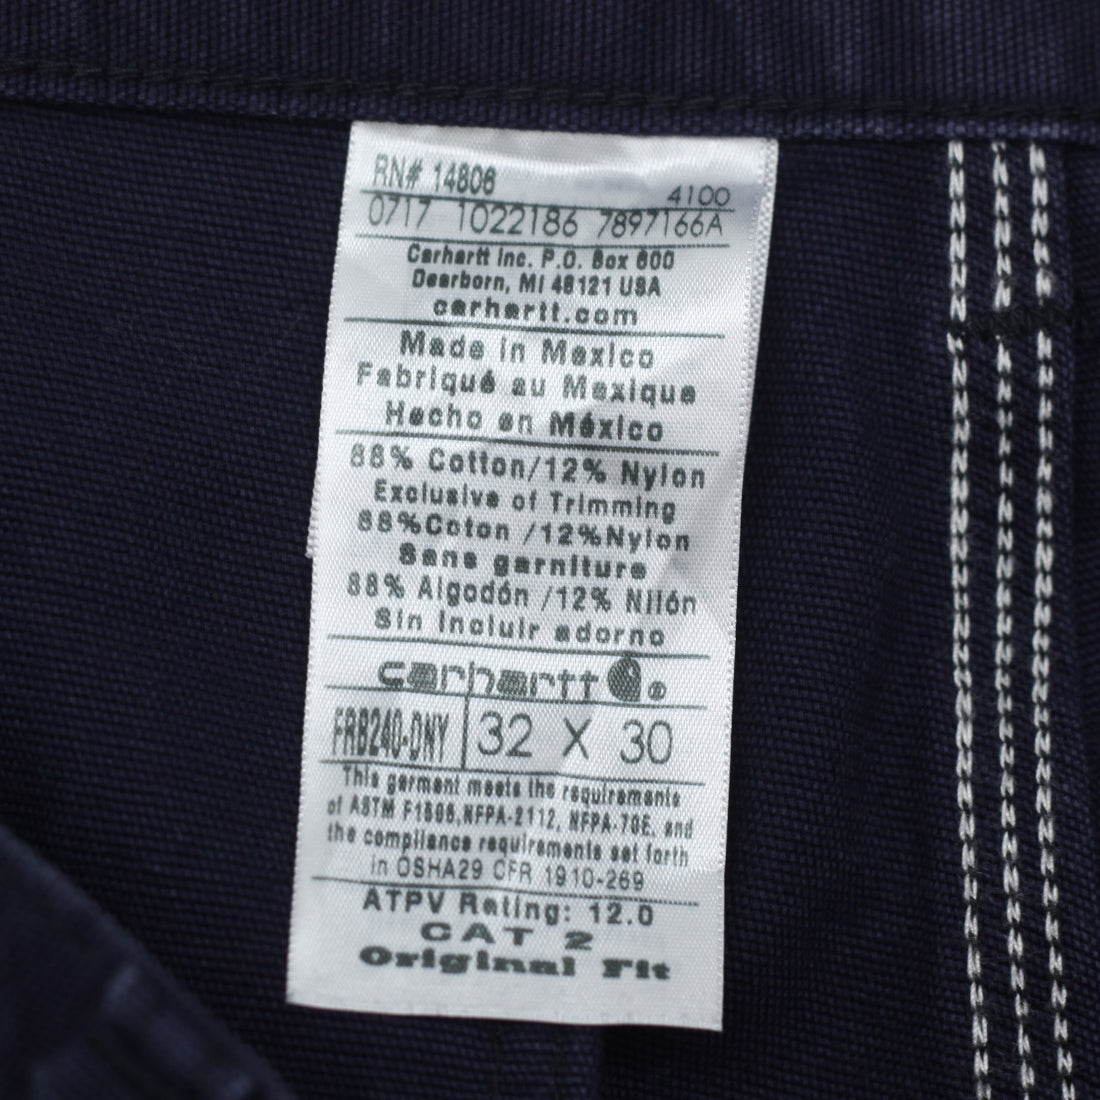 RN# 14806
4100
0717 1022186 7897166A
Carhartt Inc. P.O. Box 600
Dearborn, MI 48121 USA
carhartt.com
Made in Mexico
Fabriqué au Mexique
Hecho en México
88% Cotton/12% Nylon
Exclusive of Trimming
88%Coton /12%Nylon
Sans garniture
88% Algodón /12% Nilón
Sin incluir adorno
carhartt ®
FRB240-DNY 32 X 30
This garment meets the requirements
of ASTM F1506,NFPA-2112, NFPA-70E, and
the compliance requirements set forth
in OSHA29 CFR 1910-269
ATPV Rating: 12.0
CAT 2
Original Fit